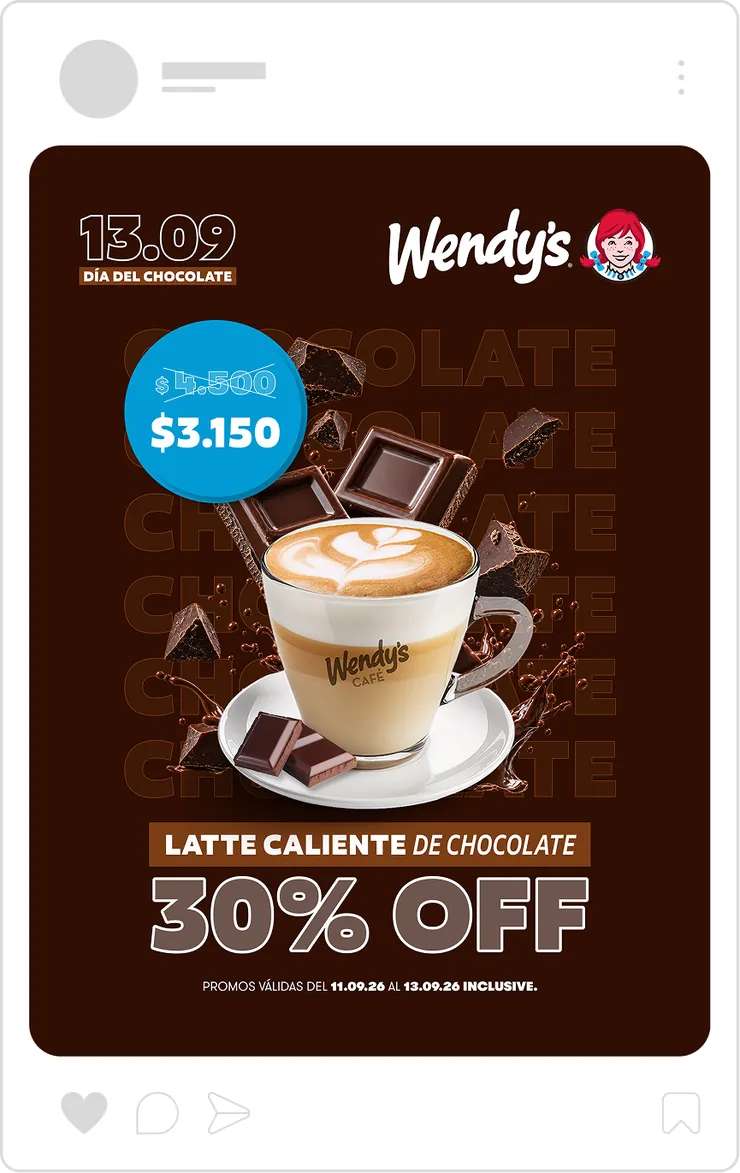 13.09
DÍA DEL CHOCOLATE
Wendy's
CHOCOLATE
$ 4.500
$3.150
CHOCOLATE
CHOCOLATE
CHOCOLATE
CHOCOLATE
Wendy's
CAFÉ
CHOCOLATE
LATTE CALIENTE DE CHOCOLATE
30% OFF
PROMOS VÁLIDAS DEL 11.09.26 AL 13.09.26 INCLUSIVE.